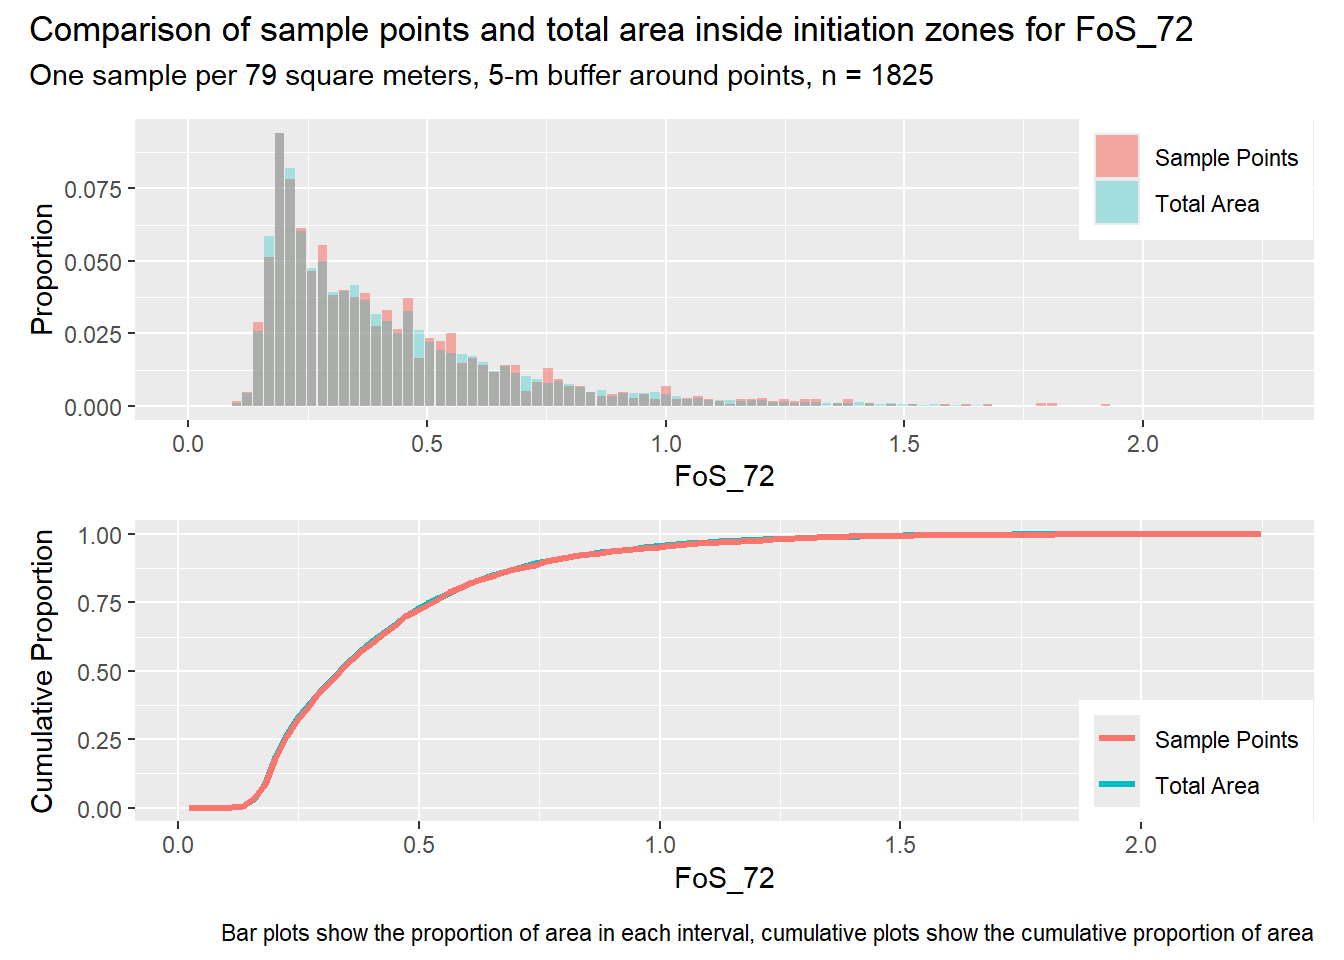 Comparison of sample points and total area inside initiation zones for FoS_72
One sample per 79 square meters, 5-m buffer around points, n = 1825
Proportion
0.075
0.050
0.025
0.000
Sample Points
Total Area
0.0 0.5 1.0 1.5 2.0
FoS_72
Cumulative Proportion
1.00
0.75
0.50
0.25
0.00
Sample Points
Total Area
0.0 0.5 1.0 1.5 2.0
FoS_72
Bar plots show the proportion of area in each interval, cumulative plots show the cumulative proportion of area